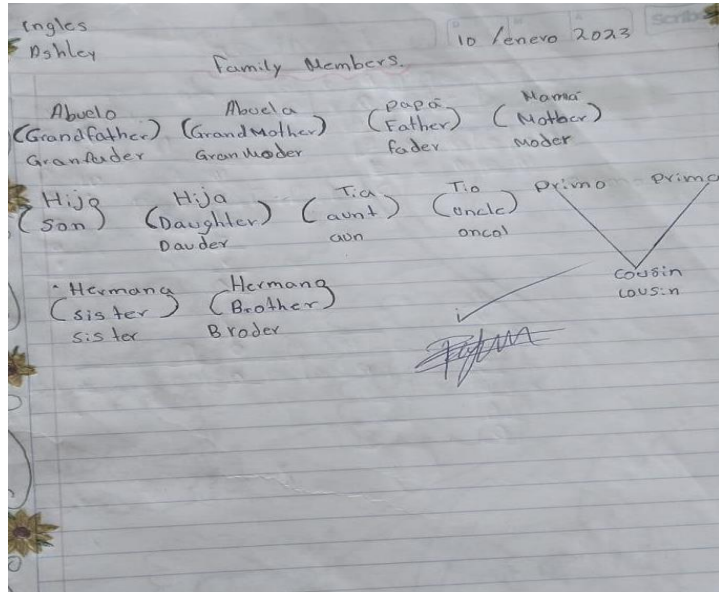 Ingles
Ashley
10 /enero 2023
Scribe
Family Members.
Abuelo Abuela Papá Mamá
(Grandfather) (GrandMother) (Father) (Mother)
Granfader GranModer fader Moder
Hijo Hija Tia Tio Primo Prima
(Son) (Daughter) (aunt) (oncle)
Dauder aun oncol
cousin
cousin
Hermana Hermano
(sister) (Brother)
sister Broder